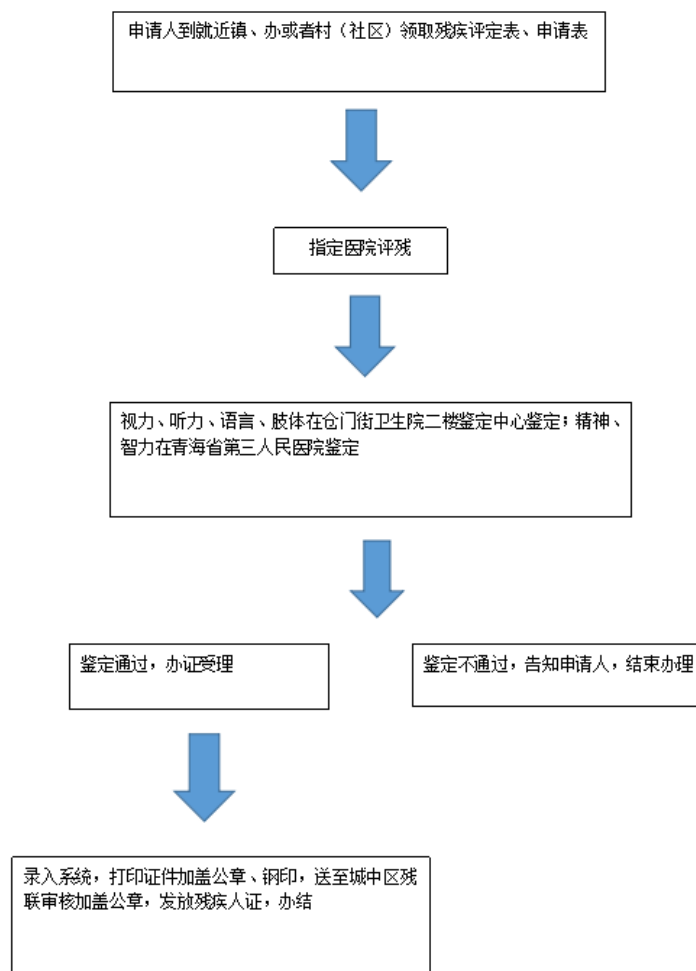 申请人到就近镇、办或者村（社区）领取残疾评定表、申请表
指定医院评残
视力、听力、语言、肢体在仓门街卫生院二楼鉴定中心鉴定；精神、
智力在青海省第三人民医院鉴定
鉴定通过，办证受理
鉴定不通过，告知申请人，结束办理
录入系统，打印证件加盖公章、钢印，送至城中区残
联审核加盖公章，发放残疾人证，办结